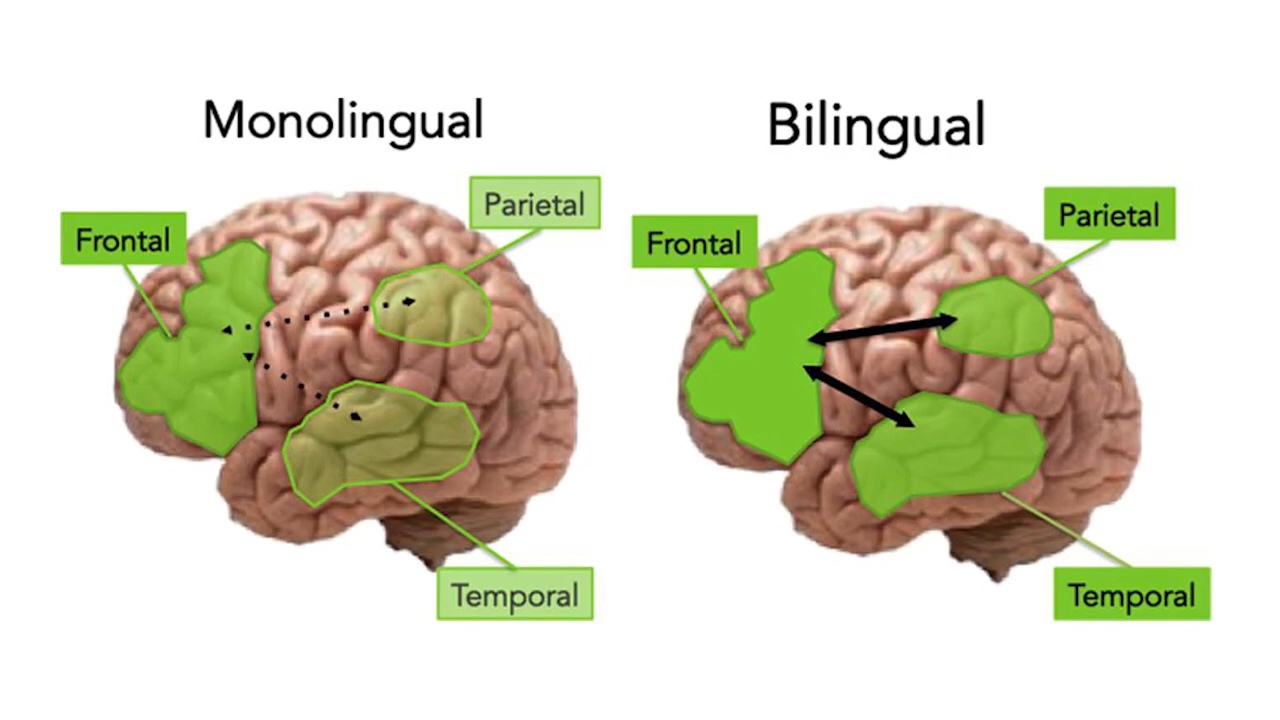 Monolingual
Frontal
Parietal
Temporal
Bilingual
Frontal
Parietal
Temporal